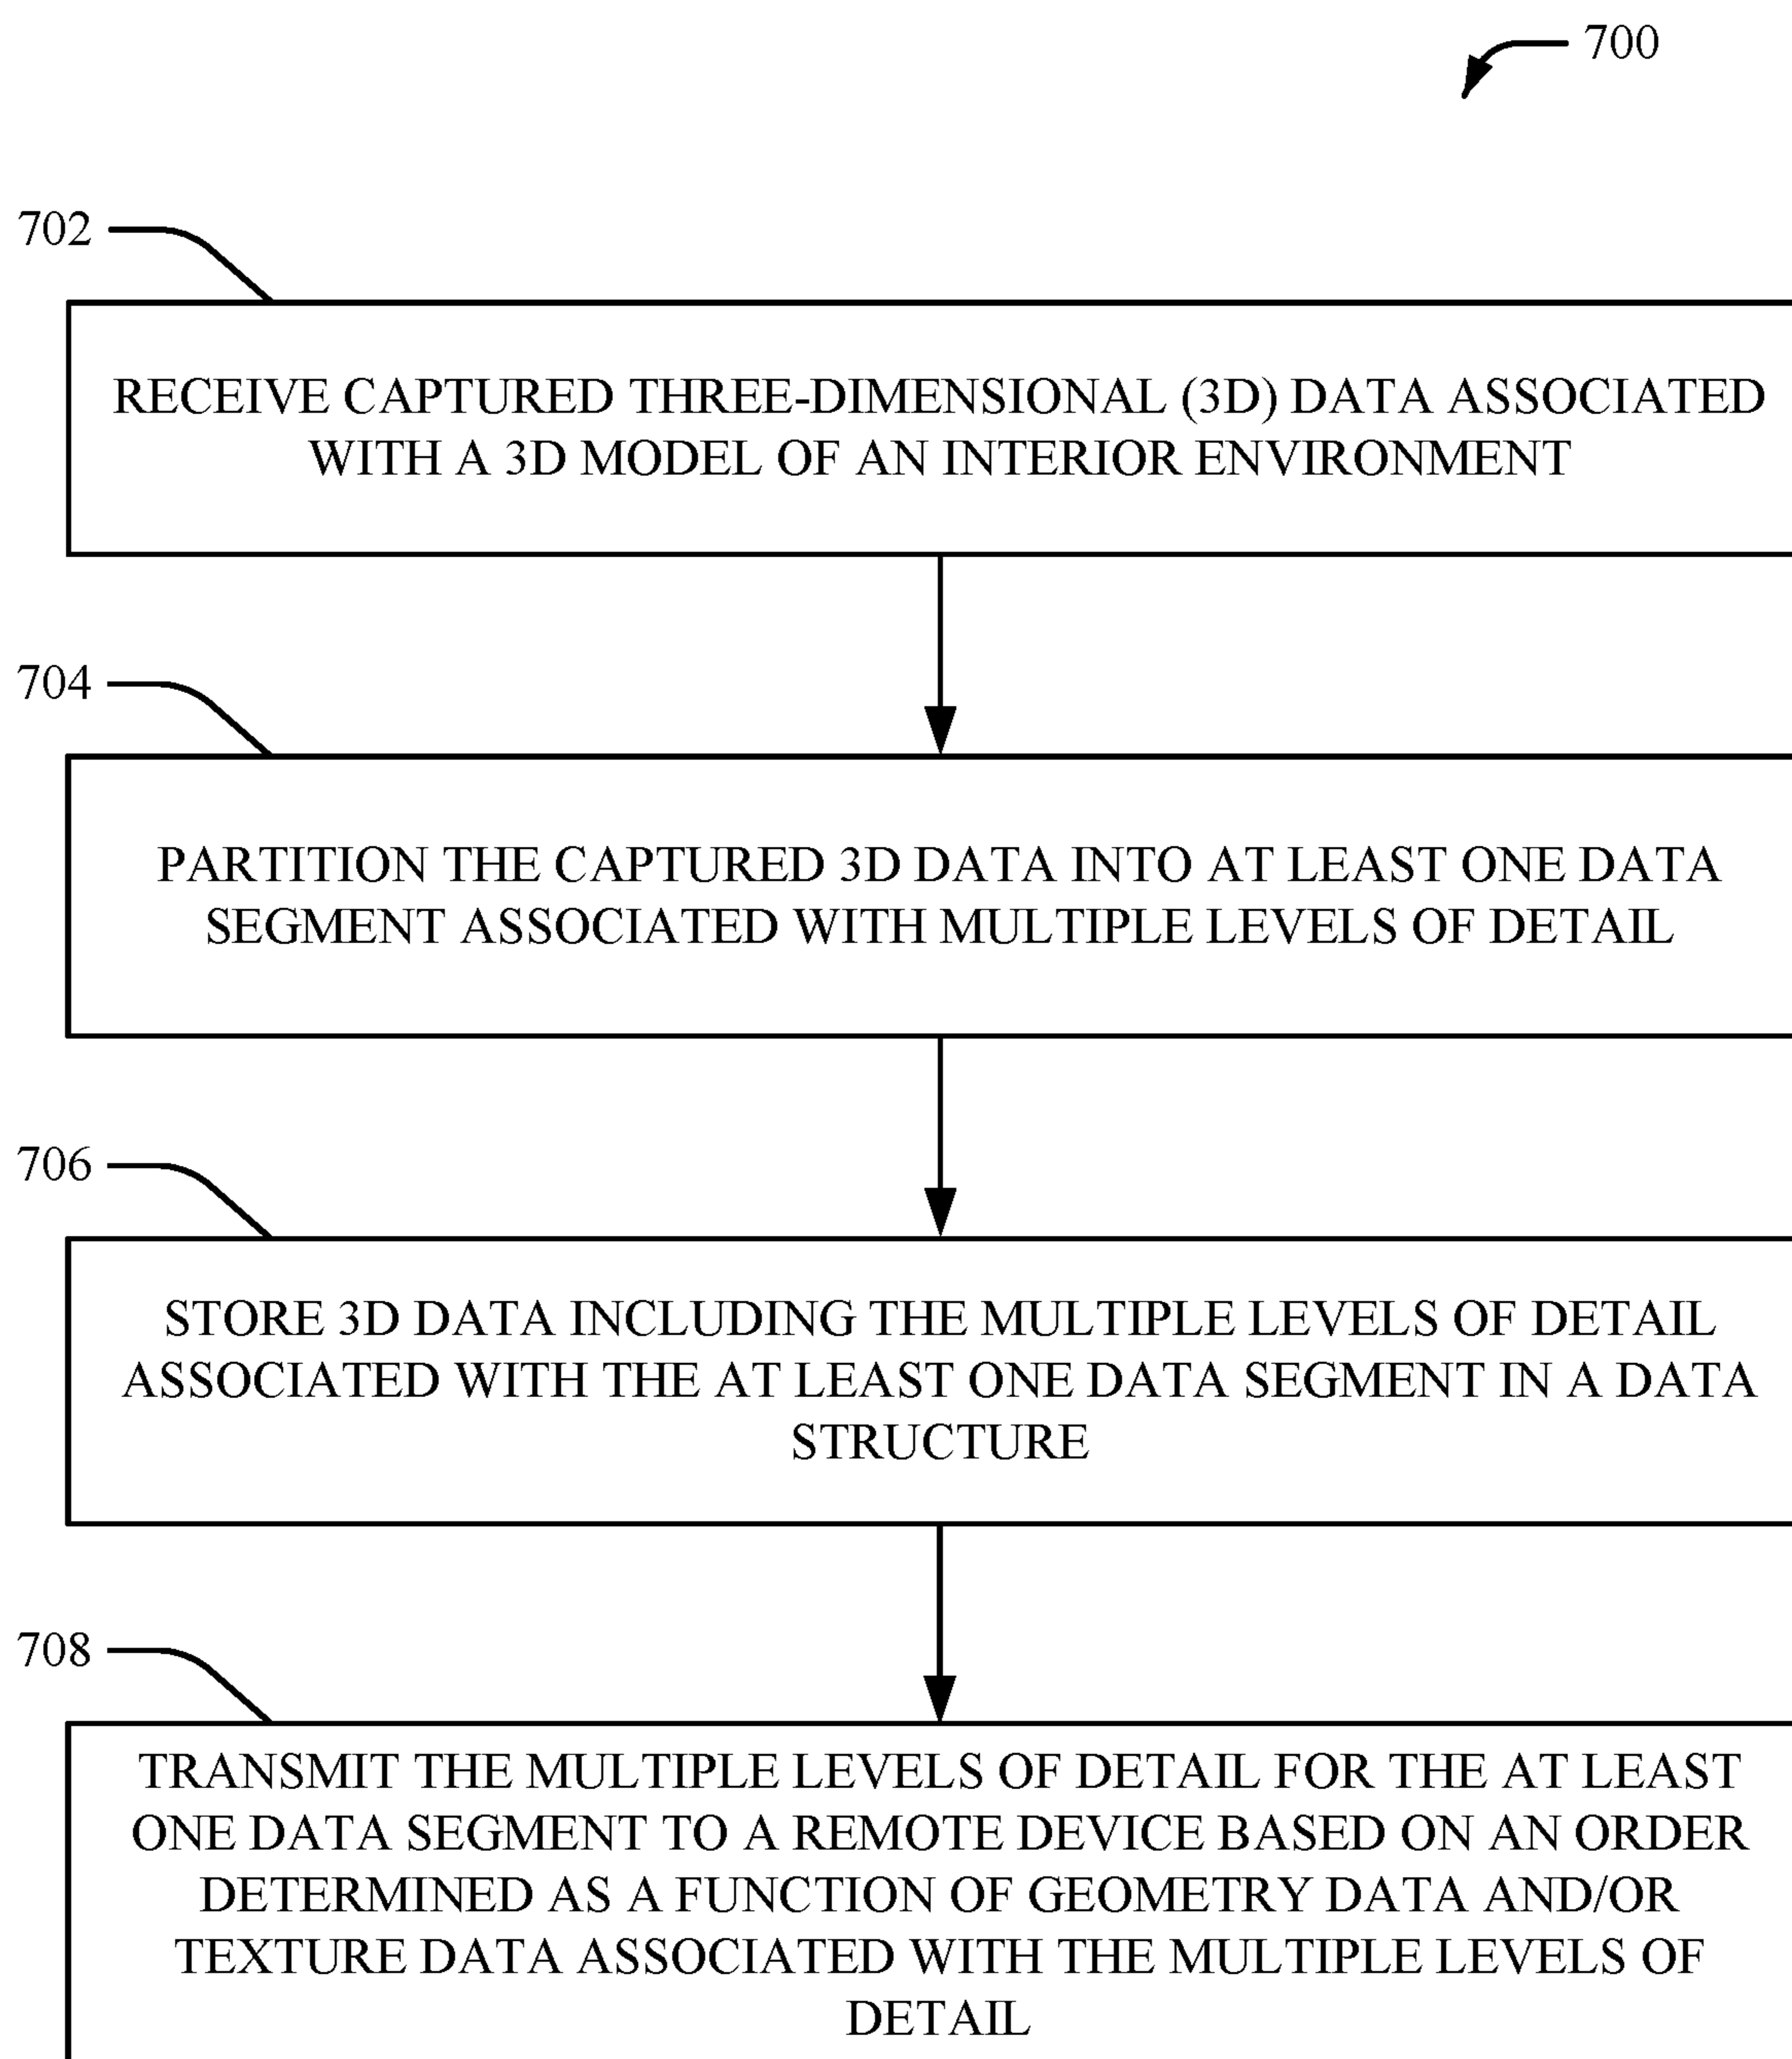 700
702
RECEIVE CAPTURED THREE-DIMENSIONAL (3D) DATA ASSOCIATED
WITH A 3D MODEL OF AN INTERIOR ENVIRONMENT
704
PARTITION THE CAPTURED 3D DATA INTO AT LEAST ONE DATA
SEGMENT ASSOCIATED WITH MULTIPLE LEVELS OF DETAIL
706
STORE 3D DATA INCLUDING THE MULTIPLE LEVELS OF DETAIL
ASSOCIATED WITH THE AT LEAST ONE DATA SEGMENT IN A DATA
STRUCTURE
708
TRANSMIT THE MULTIPLE LEVELS OF DETAIL FOR THE AT LEAST
ONE DATA SEGMENT TO A REMOTE DEVICE BASED ON AN ORDER
DETERMINED AS A FUNCTION OF GEOMETRY DATA AND/OR
TEXTURE DATA ASSOCIATED WITH THE MULTIPLE LEVELS OF
DETAIL